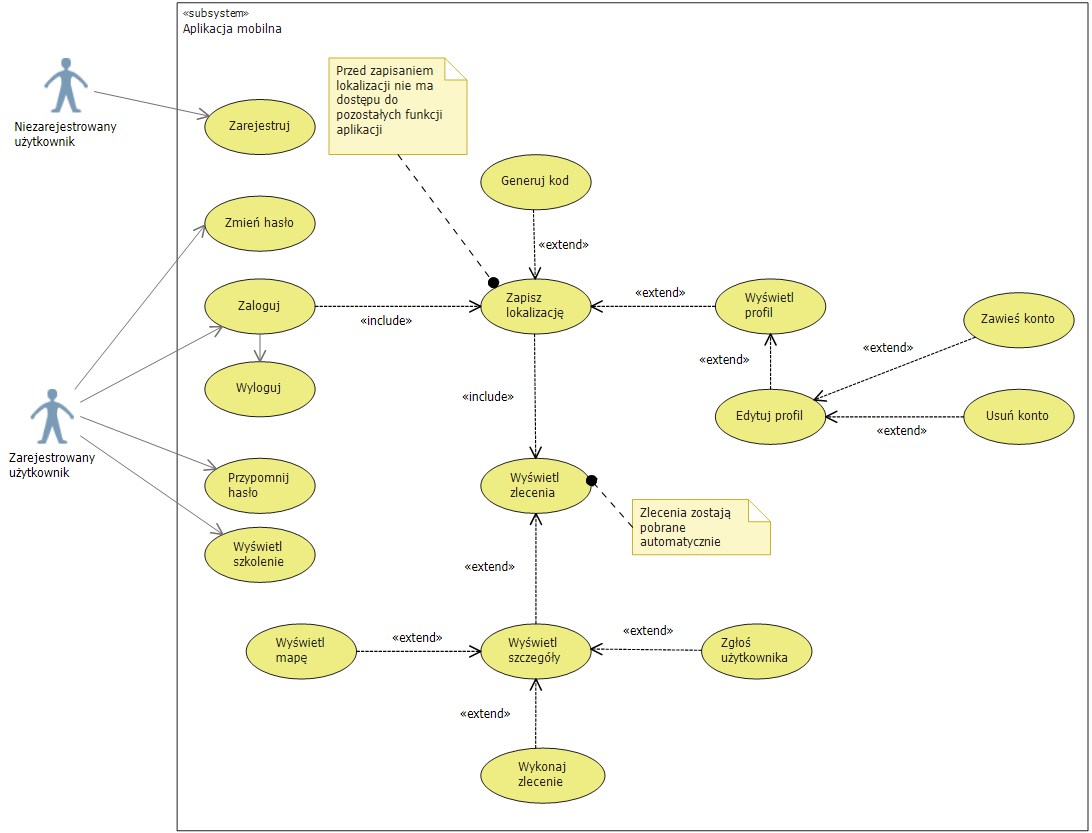 «subsystem»
Aplikacja mobilna
Niezarejestrowany
użytkownik
Zarejestruj
Przed zapisaniem
lokalizacji nie ma
dostępu do
pozostałych funkcji
aplikacji
Generuj kod
«extend»
Zmień hasło
Zaloguj
«include»
Zapisz
lokalizację
«extend»
Wyświetl
profil
Zawieś konto
«extend»
«extend»
Wyloguj
«include»
Edytuj profil
«extend»
Usuń konto
Zarejestrowany
użytkownik
Przypomnij
hasło
Wyświetl
zlecenia
Zlecenia zostają
pobrane
automatycznie
Wyświetl
szkolenie
«extend»
Wyświetl
mapę
«extend»
Wyświetl
szczegóły
«extend»
Zgłoś
użytkownika
«extend»
Wykonaj
zlecenie